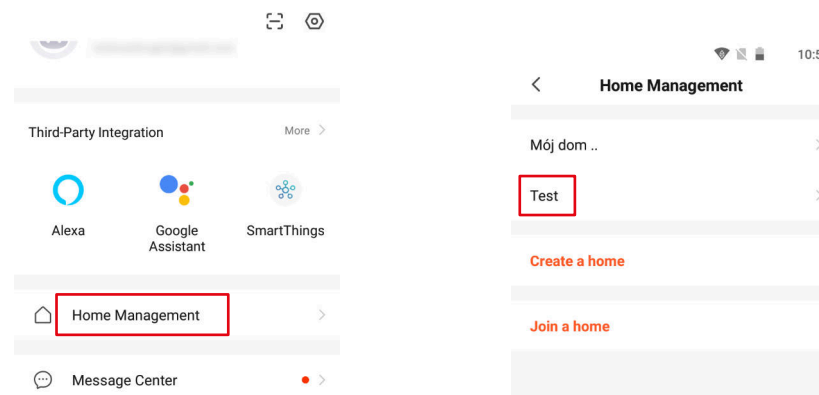 Third-Party Integration
More
Alexa
Google
Assistant
SmartThings
Home Management
Message Center
Home Management
Mój dom ..
Test
Create a home
Join a home